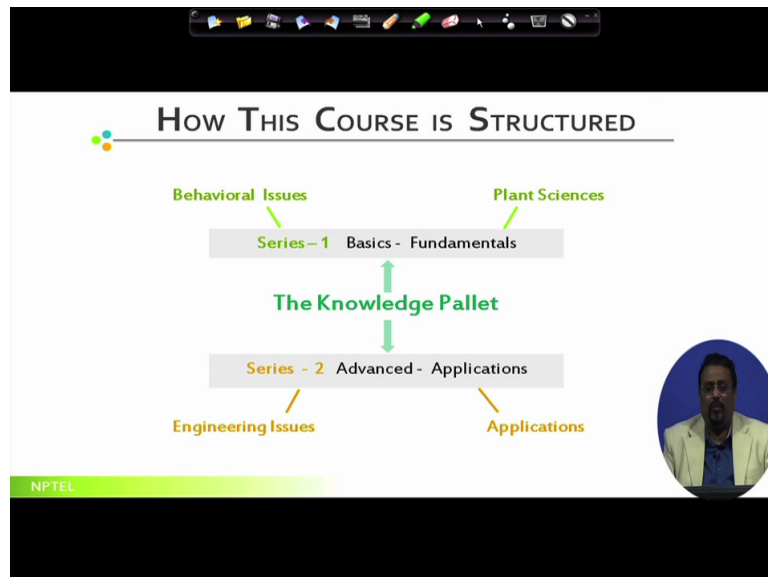 How This Course is Structured
Behavioral Issues
Plant Sciences
Series – 1 Basics - Fundamentals
The Knowledge Pallet
Series - 2 Advanced - Applications
Engineering Issues
Applications
NPTEL